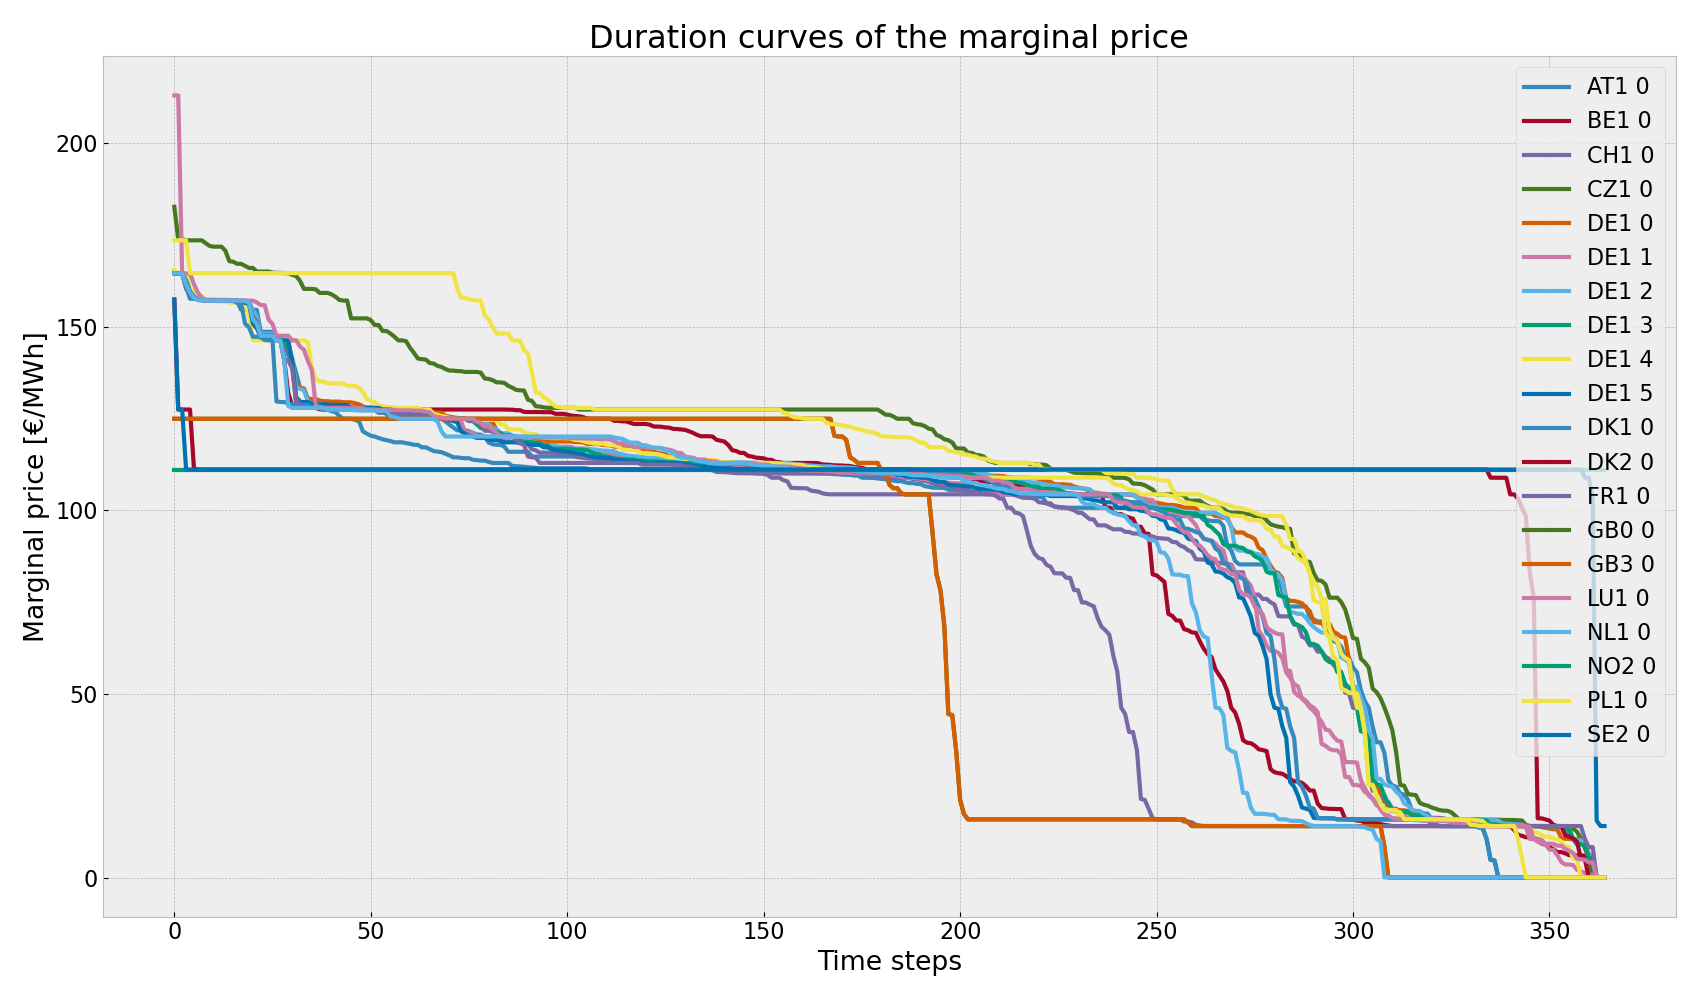 Duration curves of the marginal price
Marginal price [€/MWh]
200
150
100
50
0
AT1 0
BE1 0
CH1 0
CZ1 0
DE1 0
DE1 1
DE1 2
DE1 3
DE1 4
DE1 5
DK1 0
DK2 0
FR1 0
GB0 0
GB3 0
LU1 0
NL1 0
NO2 0
PL1 0
SE2 0
0 50 100 150 200 250 300 350
Time steps